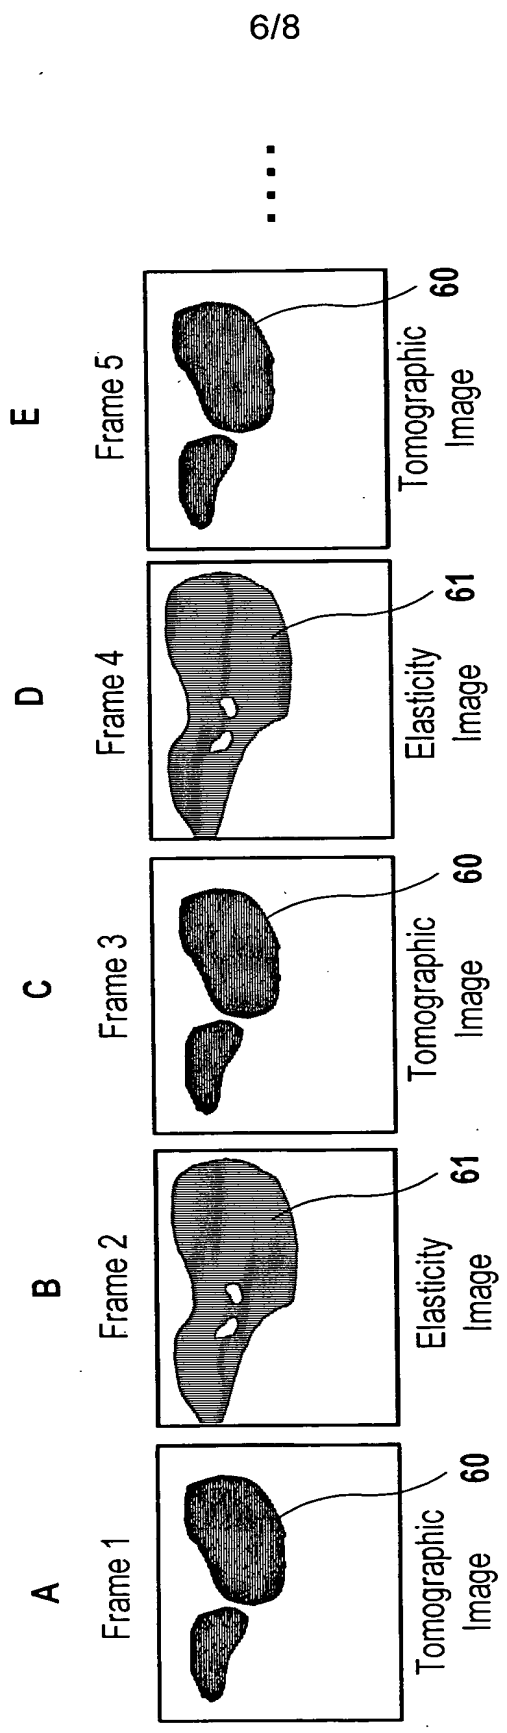 6/8
A
Frame 1
60
Tomographic
Image
B
Frame 2
61
Elasticity
Image
C
Frame 3
60
Tomographic
Image
D
Frame 4
61
Elasticity
Image
E
Frame 5
60
Tomographic
Image
....